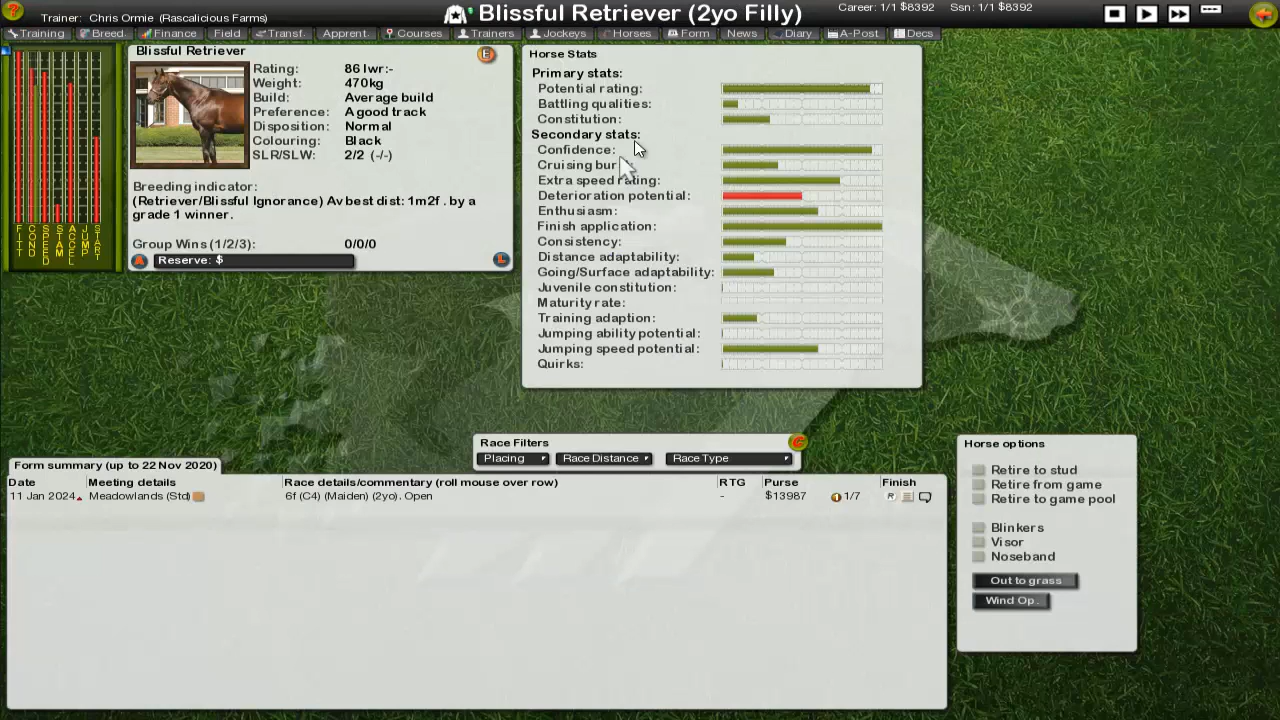 Trainer: Chris Ormie (Rascalicious Farms)
Blissful Retriever (2yo Filly)
Career: 1/1 $8392 Ssn: 1/1 $8392
Training Breed. Finance Field Transf. Apprent. Courses Trainers Jockeys Horses Form News Diary A-Post Decs
Blissful Retriever
E
Rating: 86 lwr:-
Weight: 470kg
Build: Average build
Preference: A good track
Disposition: Normal
Colouring: Black
SLR/SLW: 2/2 (-/-)
Breeding indicator:
(Retriever/Blissful Ignorance) Av best dist: 1m2f . by a
grade 1 winner.
Group Wins (1/2/3): 0/0/0
A Reserve: $ L
FITT COND SPEED STAM ACCEL JUMP START
Horse Stats
Primary stats:
Potential rating:
Battling qualities:
Constitution:
Secondary stats:
Confidence:
Cruising bur
Extra speed rating:
Deterioration potential:
Enthusiasm:
Finish application:
Consistency:
Distance adaptability:
Going/Surface adaptability:
Juvenile constitution:
Maturity rate:
Training adaption:
Jumping ability potential:
Jumping speed potential:
Quirks:
Race Filters
Placing Race Distance Race Type
Form summary (up to 22 Nov 2020)
Date Meeting details Race details/commentary (roll mouse over row) RTG Purse Finish
11 Jan 2024 Meadowlands (Std) 6f (C4) (Maiden) (2yo). Open - $13987 1 1/7 R
Horse options
Retire to stud
Retire from game
Retire to game pool
Blinkers
Visor
Noseband
Out to grass
Wind Op.